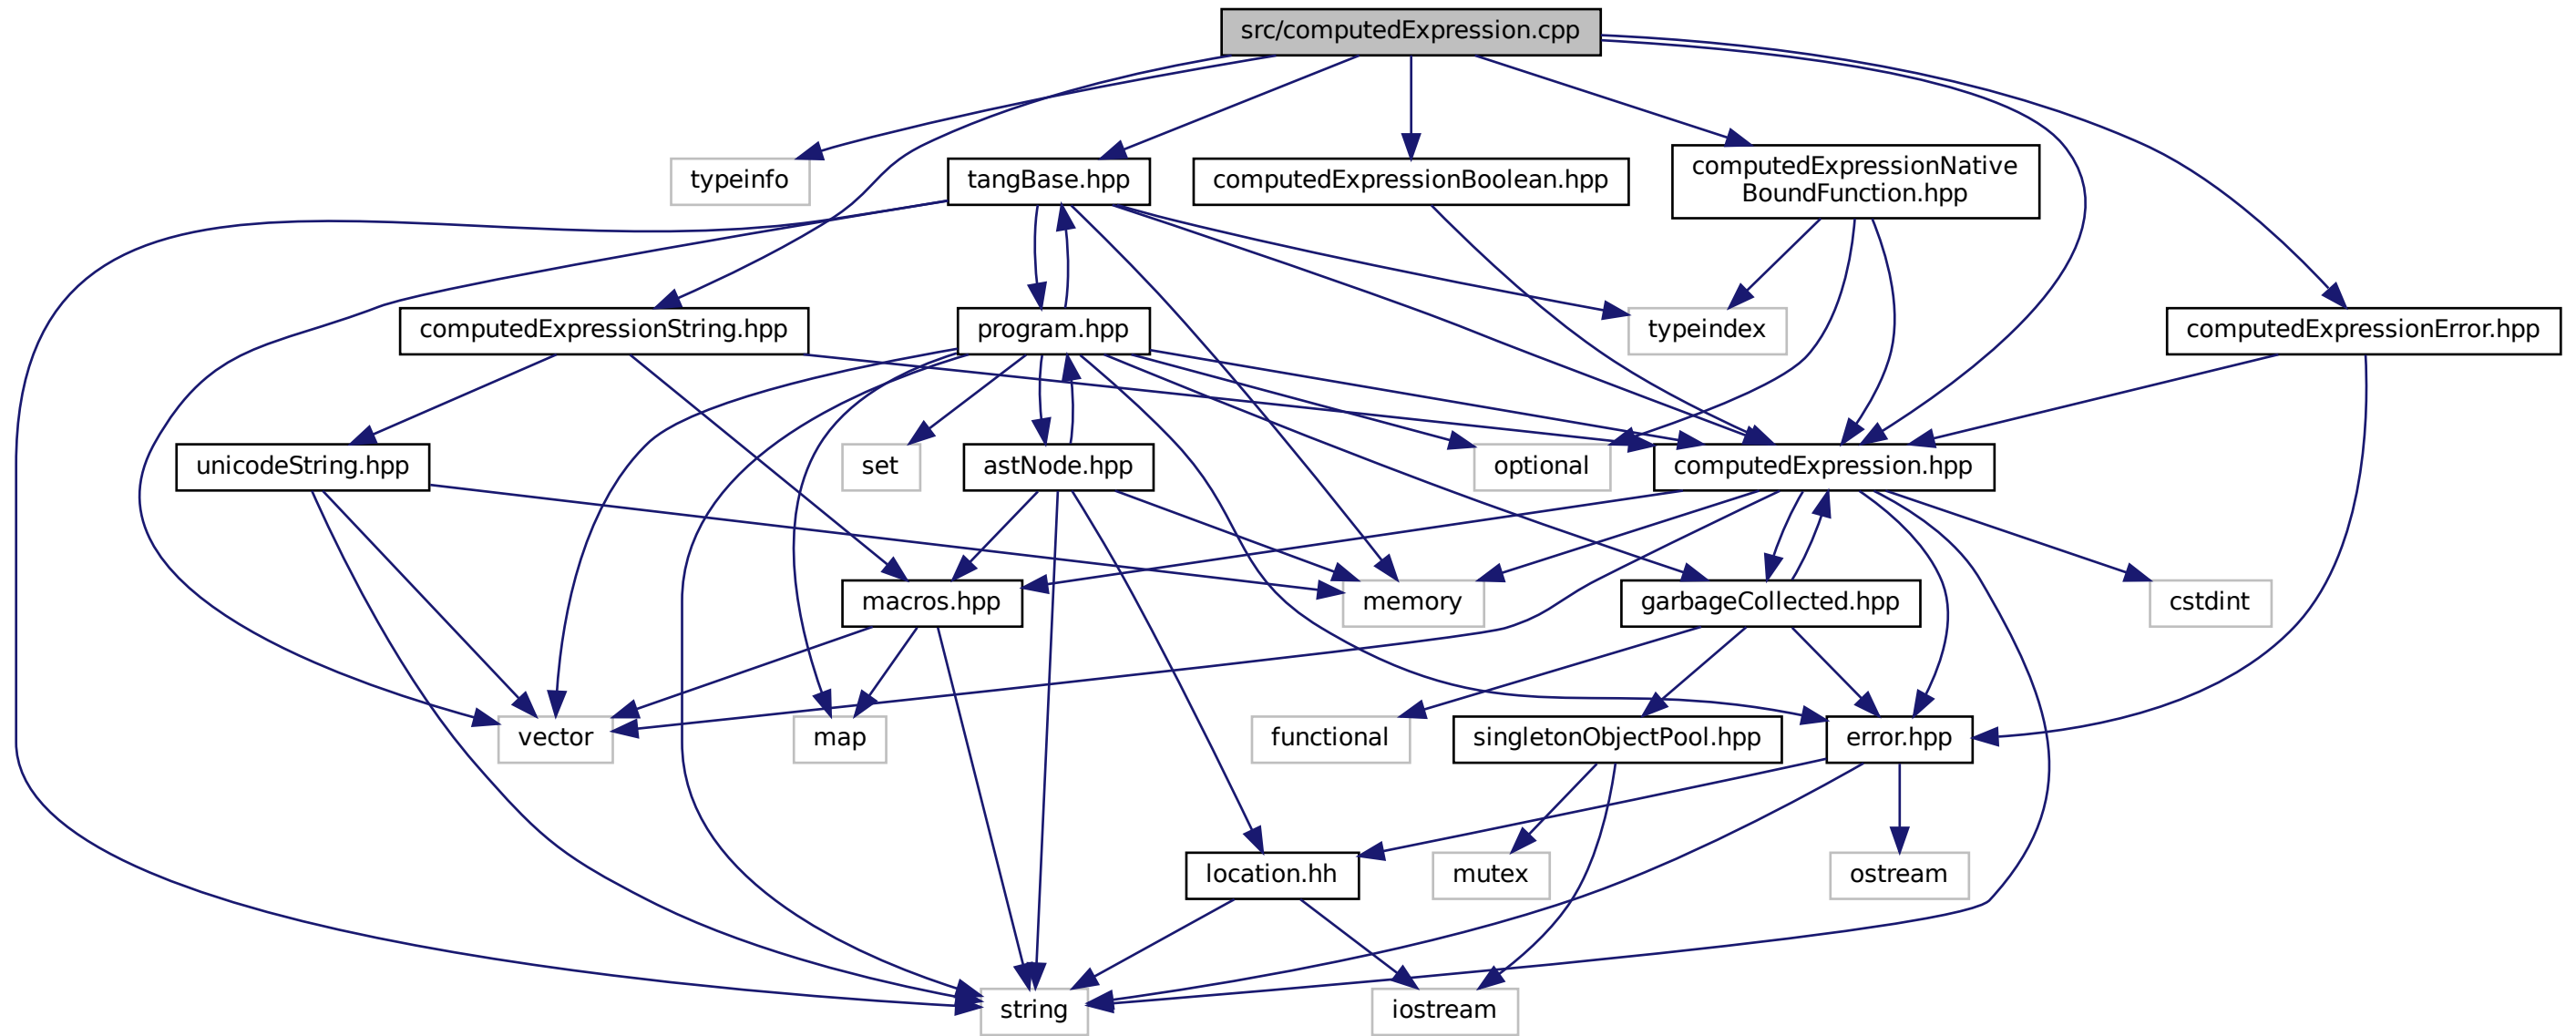 src/computedExpression.cpp
typeinfo
tangBase.hpp
computedExpressionBoolean.hpp
computedExpressionNative
BoundFunction.hpp
computedExpressionString.hpp
program.hpp
typeindex
computedExpressionError.hpp
unicodeString.hpp
set
astNode.hpp
optional
computedExpression.hpp
macros.hpp
memory
garbageCollected.hpp
cstdint
vector
map
functional
singletonObjectPool.hpp
error.hpp
location.hh
mutex
ostream
string
iostream